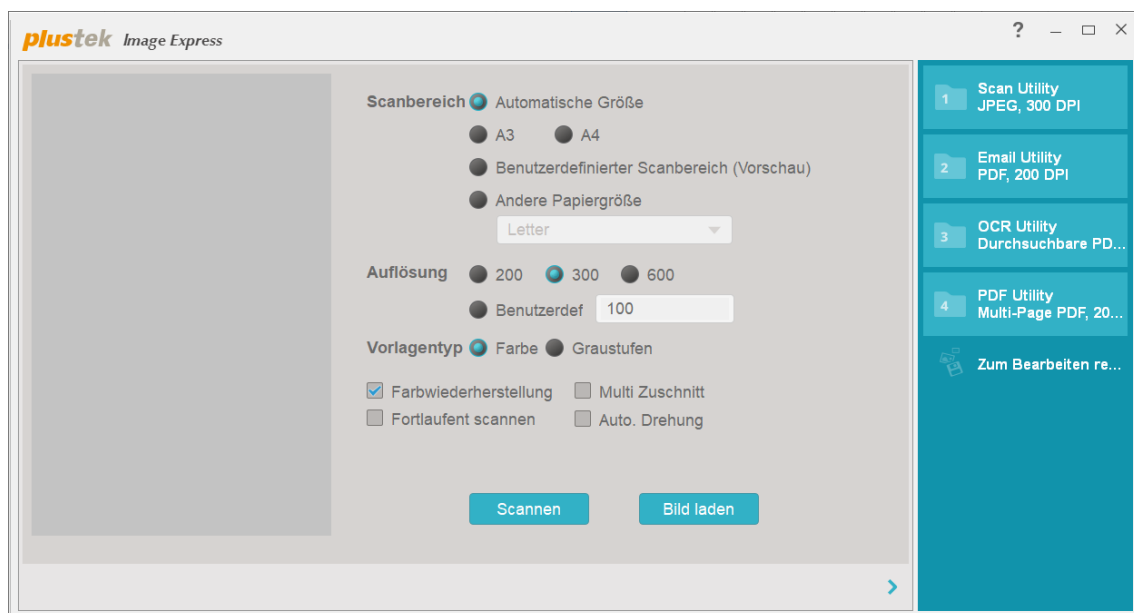 plustek Image Express
?
Scanbereich Automatische Größe
A3 A4
Benutzerdefinierter Scanbereich (Vorschau)
Andere Papiergröße
Letter
Auflösung 200 300 600
Benutzerdef 100
Vorlagentyp Farbe Graustufen
Farbwiederherstellung Multi Zuschnitt
Fortlaufent scannen Auto. Drehung
Scannen Bild laden
1 Scan Utility
JPEG, 300 DPI
2 Email Utility
PDF, 200 DPI
3 OCR Utility
Durchsuchbare PD...
4 PDF Utility
Multi-Page PDF, 20...
Zum Bearbeiten re...